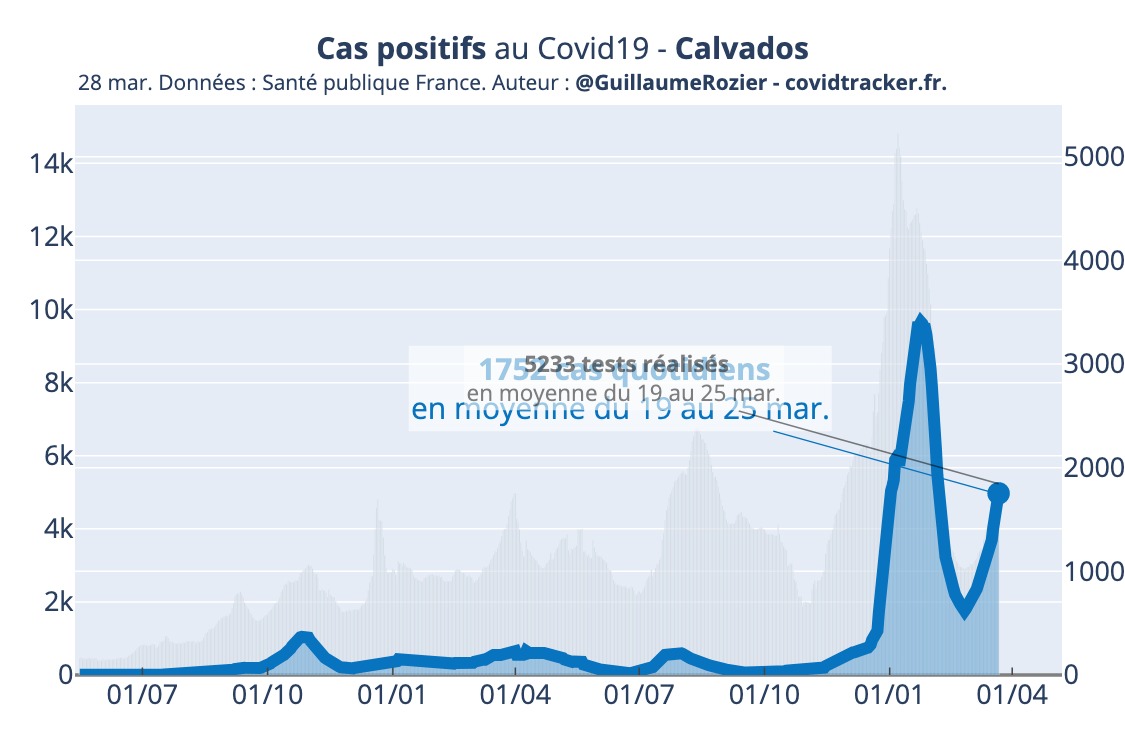 Cas positifs au Covid19 - Calvados
28 mar. Données : Santé publique France. Auteur : @GuillaumeRozier - covidtracker.fr.
14k
12k
10k
8k
6k
4k
2k
0
5000
4000
3000
2000
1000
0
5233 tests réalisés
en moyenne du 19 au 25 mar.
1752 cas quotidiens
en moyenne du 19 au 25 mar.
01/07 01/10 01/01 01/04 01/07 01/10 01/01 01/04